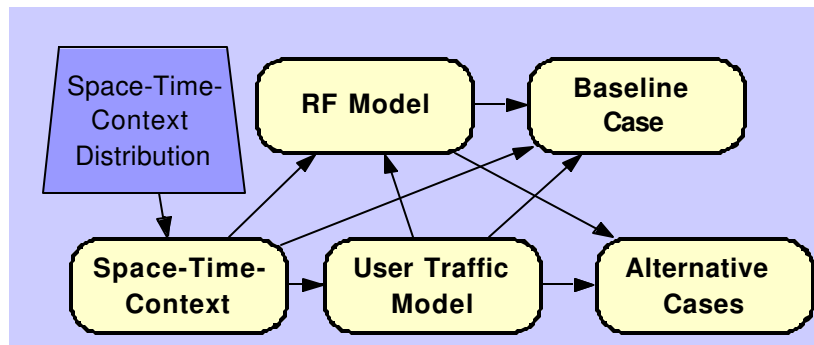 Space-Time-
Context
Distribution
RF Model
Baseline
Case
Space-Time-
Context
User Traffic
Model
Alternative
Cases